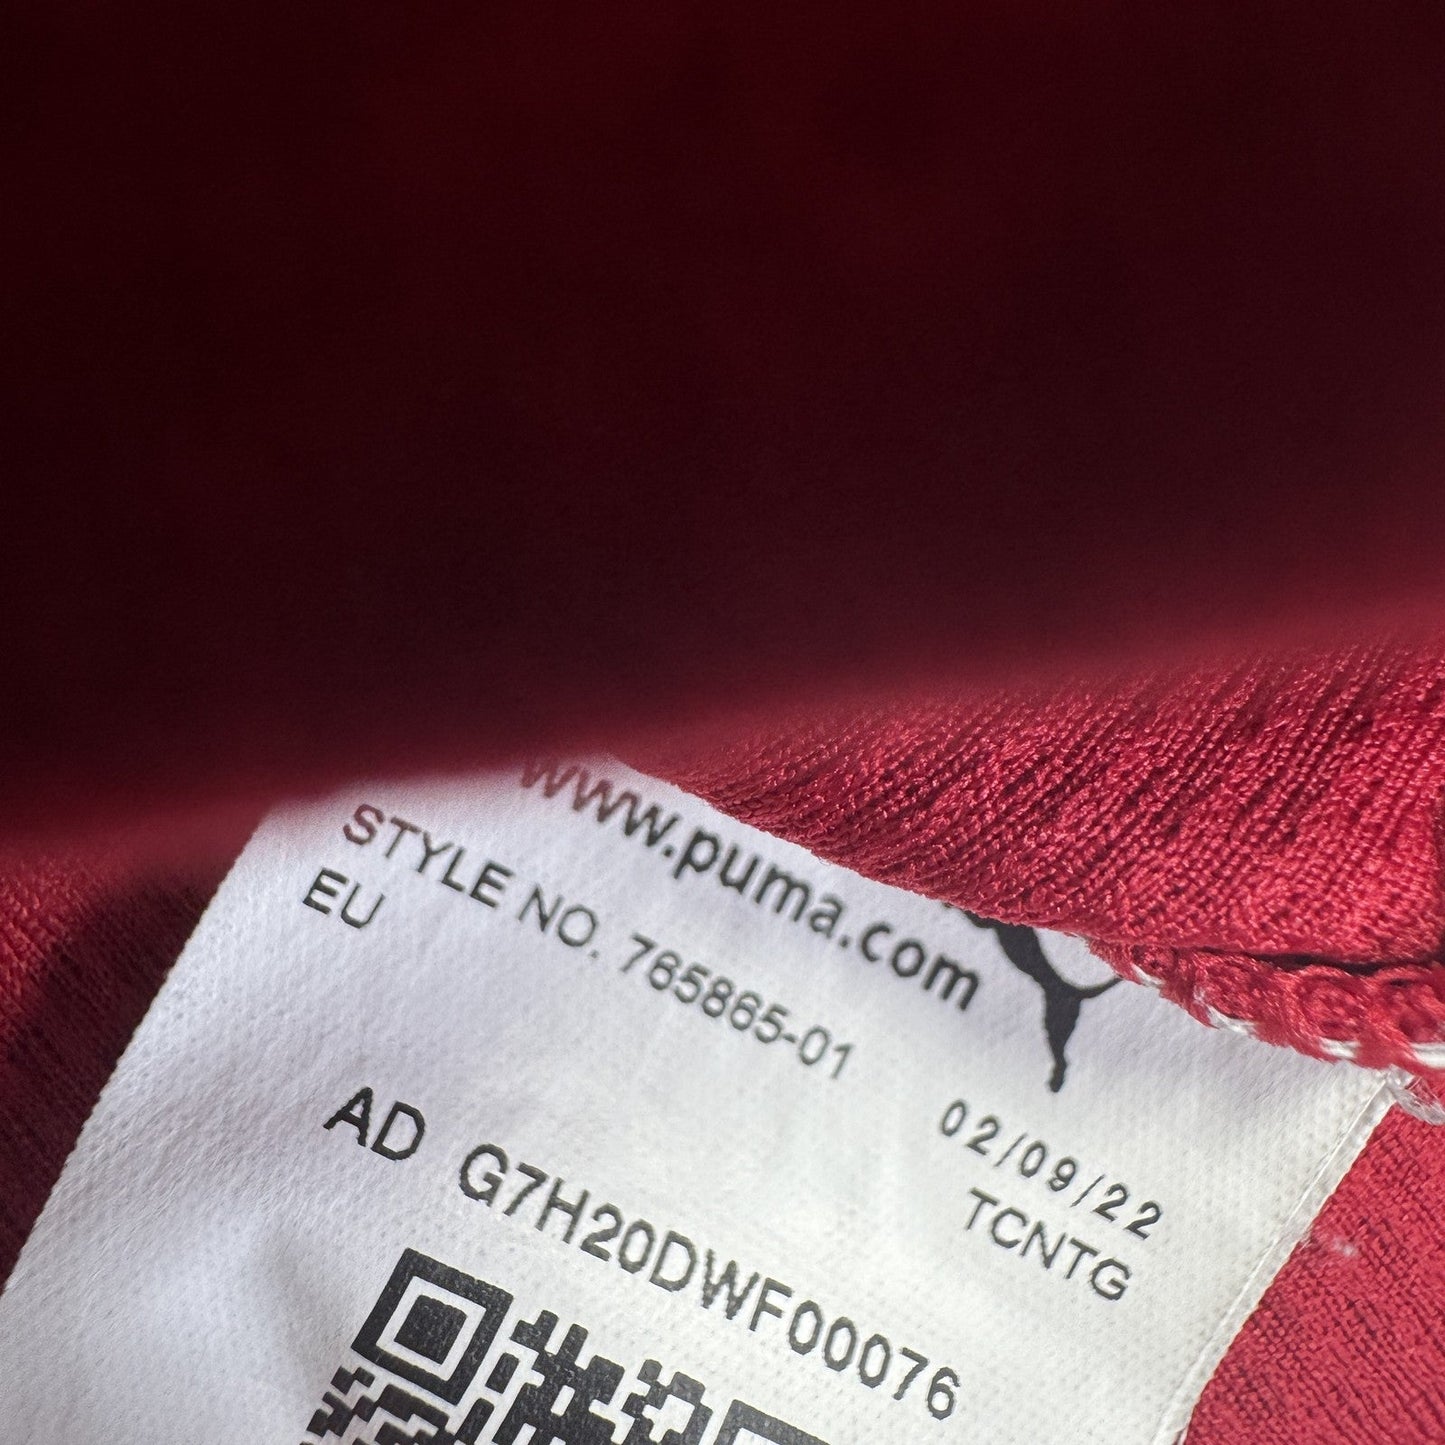 www.puma.com
STYLE NO. 765865-01
EU
02/09/22
TCNTG
AD G7H20DWF00076